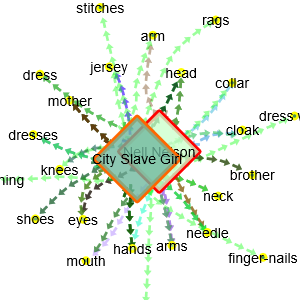 stitches
rags
arm
jersey
head
dress
collar
mother
dress
cloak
dresses
Nell Nelson
City Slave Girl
knees
brother
shoes
eyes
neck
needle
hands
arms
mouth
finger-nails